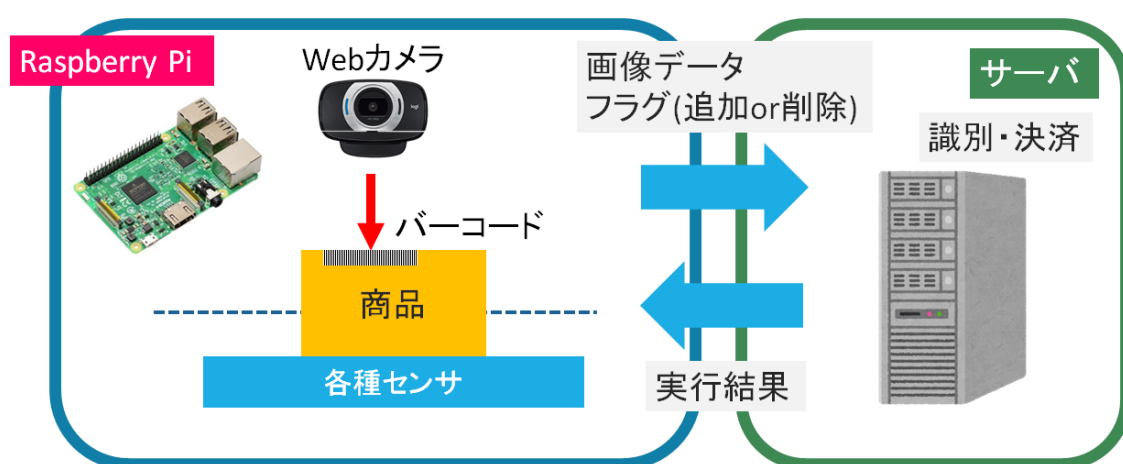 Raspberry Pi
Webカメラ
バーコード
商品
各種センサ
画像データ
フラグ(追加or削除)
実行結果
サーバ
識別・決済
logi